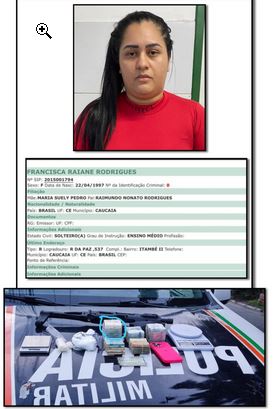 FRANCISCA RAIANE RODRIGUES
Nº SIP: 2015001794
Sexo: F Data de Nasc: 22/04/1997 Nº da Identificação Criminal: 0
Filiação
Mãe: MARIA SUELY PEDRO Pai: RAIMUNDO NONATO RODRIGUES
Nacionalidade / Naturalidade
País: BRASIL UF: CE Município: CAUCAIA
Documentos
RG: Emissor: UF: CPF:
Informações Adicionais
Estado Civil: SOLTEIRO(A) Grau de Instrução: ENSINO MÉDIO Profissão:
Último Endereço
Tipo: R Logradouro: R DA PAZ ,537 Compl.: Bairro: ITAMBÉ II Telefone:
Município: CAUCAIA UF: CE País: BRASIL CEP:
Ponto de Referência:
Informações Criminais
Informações Adicionais
POLÍCIA
MILITAR